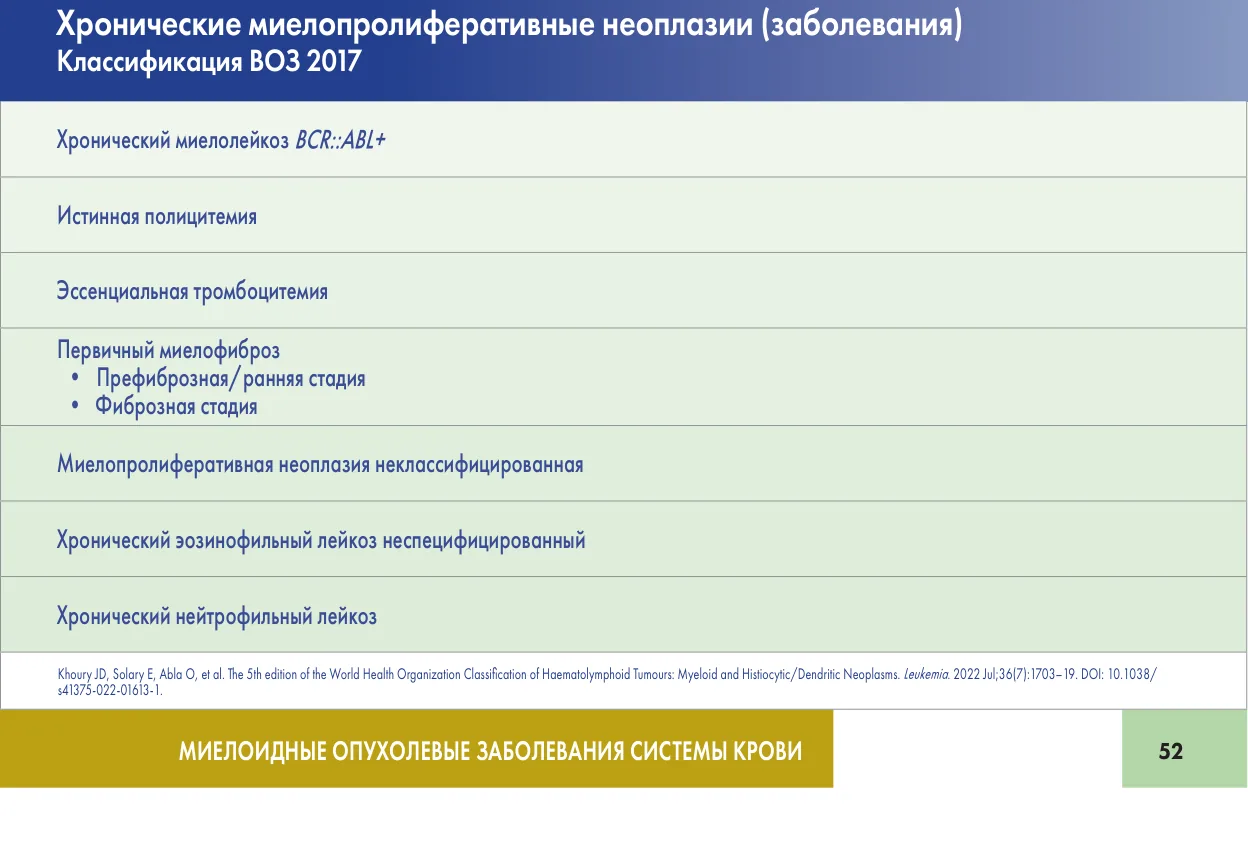 Хронические миелопролиферативные неоплазии (заболевания)
Классификация ВОЗ 2017
Хронический миелолейкоз BCR::ABL+
Истинная полицитемия
Эссенциальная тромбоцитемия
Первичный миелофиброз
• Префиброзная/ранняя стадия
• Фиброзная стадия
Миелопролиферативная неоплазия неклассифицированная
Хронический эозинофильный лейкоз неспецифицированный
Хронический нейтрофильный лейкоз
Khoury JD, Solary E, Abla O, et al. The 5th edition of the World Health Organization Classification of Haematolymphoid Tumours: Myeloid and Histiocytic/Dendritic Neoplasms. Leukemia. 2022 Jul;36(7):1703–19. DOI: 10.1038/
s41375-022-01613-1.
МИЕЛОИДНЫЕ ОПУХОЛЕВЫЕ ЗАБОЛЕВАНИЯ СИСТЕМЫ КРОВИ
52